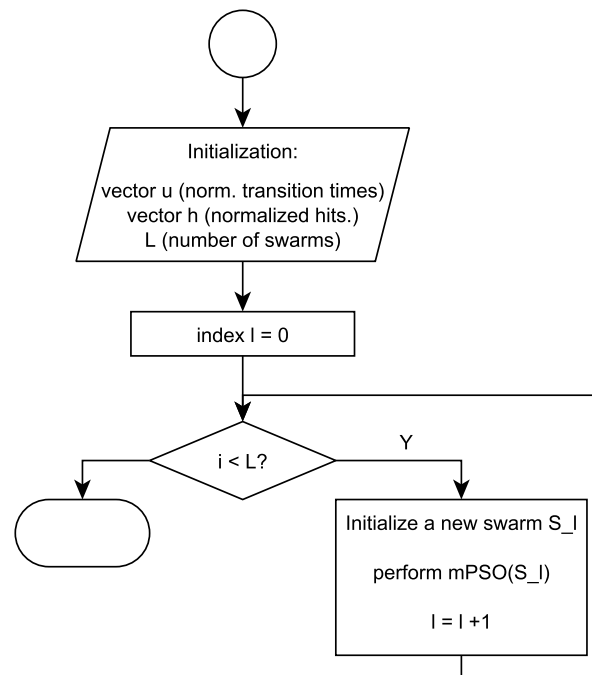 Initialization:
vector u (norm. transition times)
vector h (normalized hits.)
L (number of swarms)
index l = 0
i < L?
Y
Initialize a new swarm S_l
perform mPSO(S_l)
l = l +1